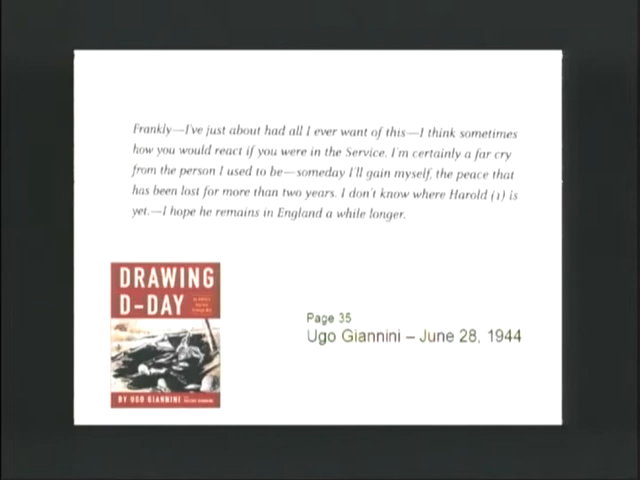 Frankly—I've just about had all I ever want of this—I think sometimes
how you would react if you were in the Service. I'm certainly a far cry
from the person I used to be—someday I'll gain myself, the peace that
has been lost for more than two years. I don't know where Harold (1) is
yet.—I hope he remains in England a while longer.
DRAWING
D-DAY
Page 35
Ugo Giannini – June 28, 1944
BY UGO GIANNINI